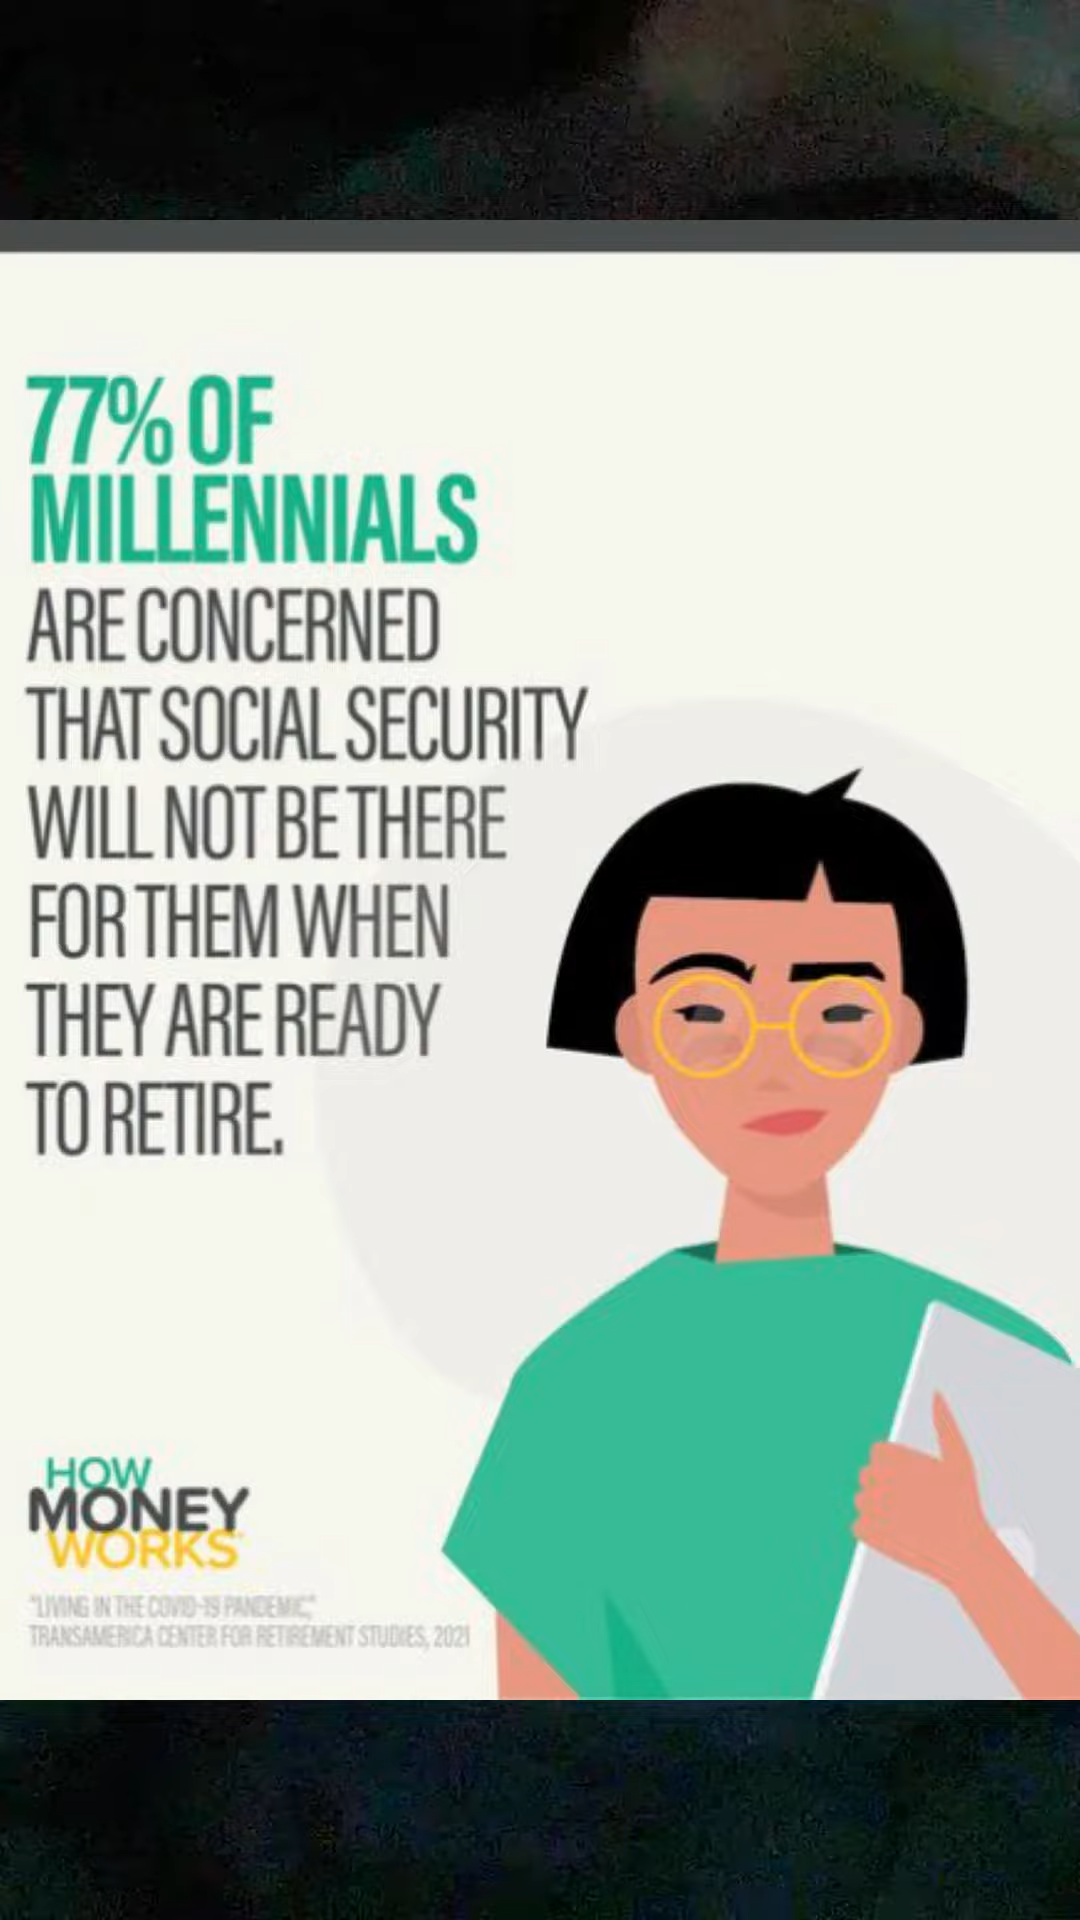 77% OF
MILLENNIALS
ARE CONCERNED
THAT SOCIAL SECURITY
WILL NOT BE THERE
FOR THEM WHEN
THEY ARE READY
TO RETIRE.
HOW
MONEY
WORKS
"LIVING IN THE COVID-19 PANDEMIC,"
TRANSAMERICA CENTER FOR RETIREMENT STUDIES, 2021